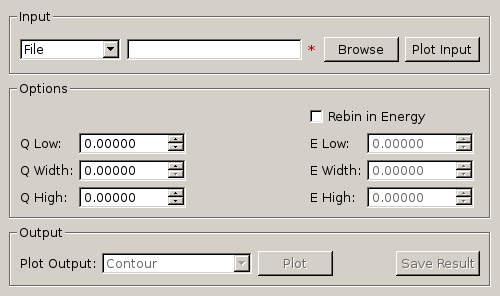 Input
File * Browse Plot Input
Options
Rebin in Energy
Q Low: 0.00000 E Low: 0.00000
Q Width: 0.00000 E Width: 0.00000
Q High: 0.00000 E High: 0.00000
Output
Plot Output: Contour Plot Save Result